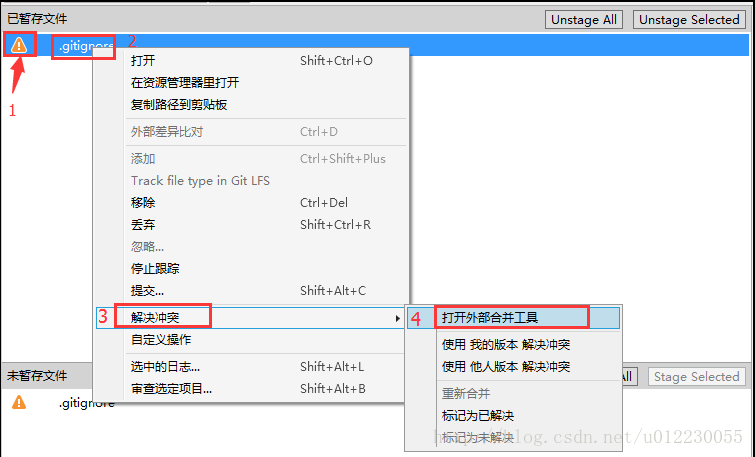 已暂存文件 Unstage All Unstage Selected
.gitignore 2
1
打开 Shift+Ctrl+O
在资源管理器里打开
复制路径到剪贴板
外部差异比对 Ctrl+D
添加 Ctrl+Shift+Plus
Track file type in Git LFS
移除 Ctrl+Del
丢弃 Shift+Ctrl+R
忽略...
停止跟踪
提交... Shift+Alt+C
3 解决冲突
自定义操作
选中的日志... Shift+Alt+L
审查选定项目... Shift+Alt+B
4 打开外部合并工具
使用 我的版本 解决冲突
使用 他人版本 解决冲突
重新合并
标记为已解决
标记为未解决
未暂存文件 All Stage Selected
.gitignore
http://blog.csdn.net/u012230055